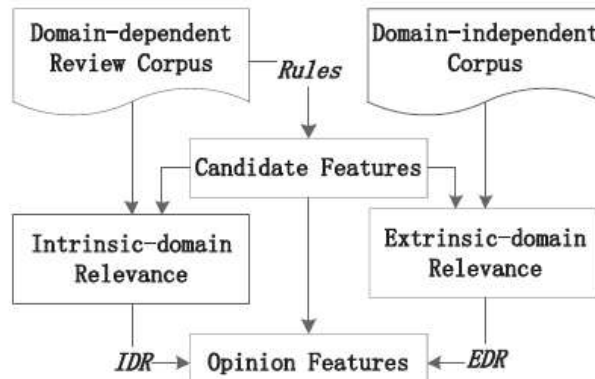 Domain-dependent
Review Corpus
Rules
Domain-independent
Corpus
Candidate Features
Intrinsic-domain
Relevance
Extrinsic-domain
Relevance
IDR
Opinion Features
EDR